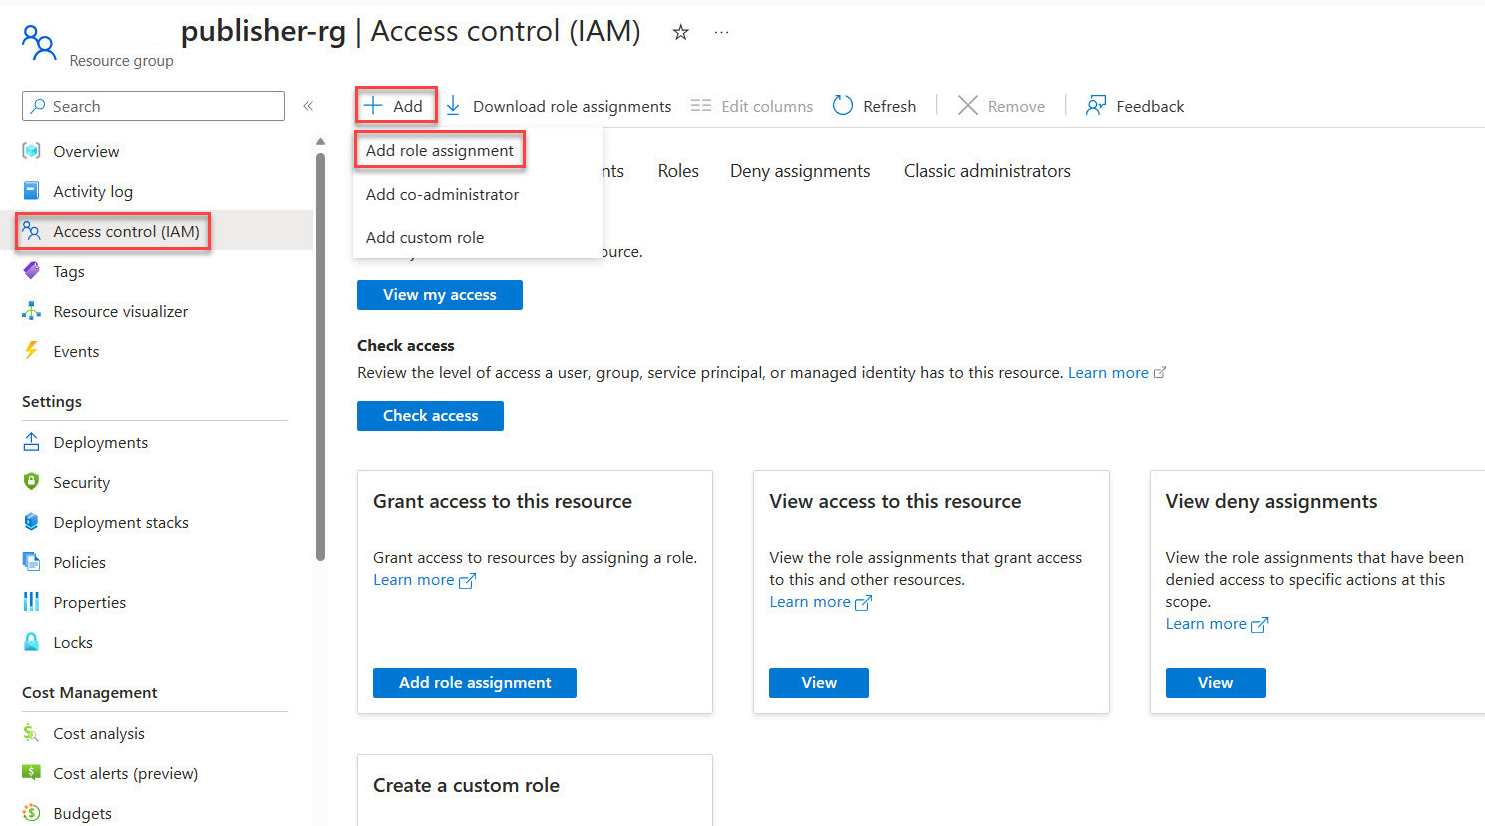 publisher-rg | Access control (IAM)
Resource group
Search
Overview
Activity log
Access control (IAM)
Tags
Resource visualizer
Events
Settings
Deployments
Security
Deployment stacks
Policies
Properties
Locks
Cost Management
Cost analysis
Cost alerts (preview)
Budgets
Add Download role assignments Edit columns Refresh Remove Feedback
Add role assignment
Add co-administrator
Add custom role
Roles Deny assignments Classic administrators
View my access
Check access
Review the level of access a user, group, service principal, or managed identity has to this resource. Learn more
Check access
Grant access to this resource
Grant access to resources by assigning a role.
Learn more
Add role assignment
View access to this resource
View the role assignments that grant access
to this and other resources.
Learn more
View
View deny assignments
View the role assignments that have been
denied access to specific actions at this
scope.
Learn more
View
Create a custom role